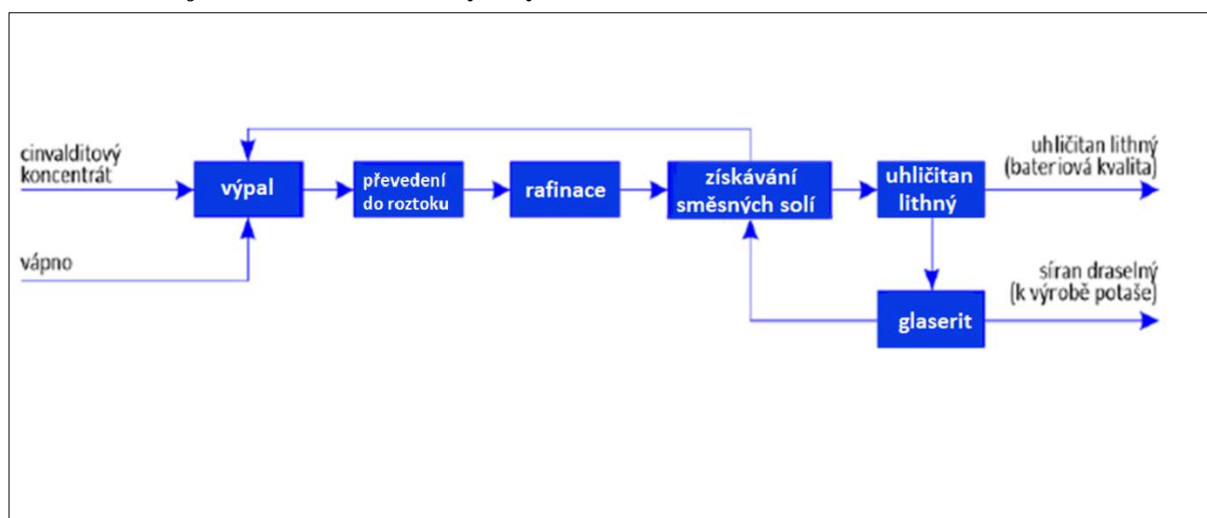 cinvalditový
koncentrát
vápno
výpal
převedení
do roztoku
rafinace
získávání
směsných solí
uhličitan
lithný
glaserit
uhličitan lithný
(bateriová kvalita)
síran draselný
(k výrobě potaše)